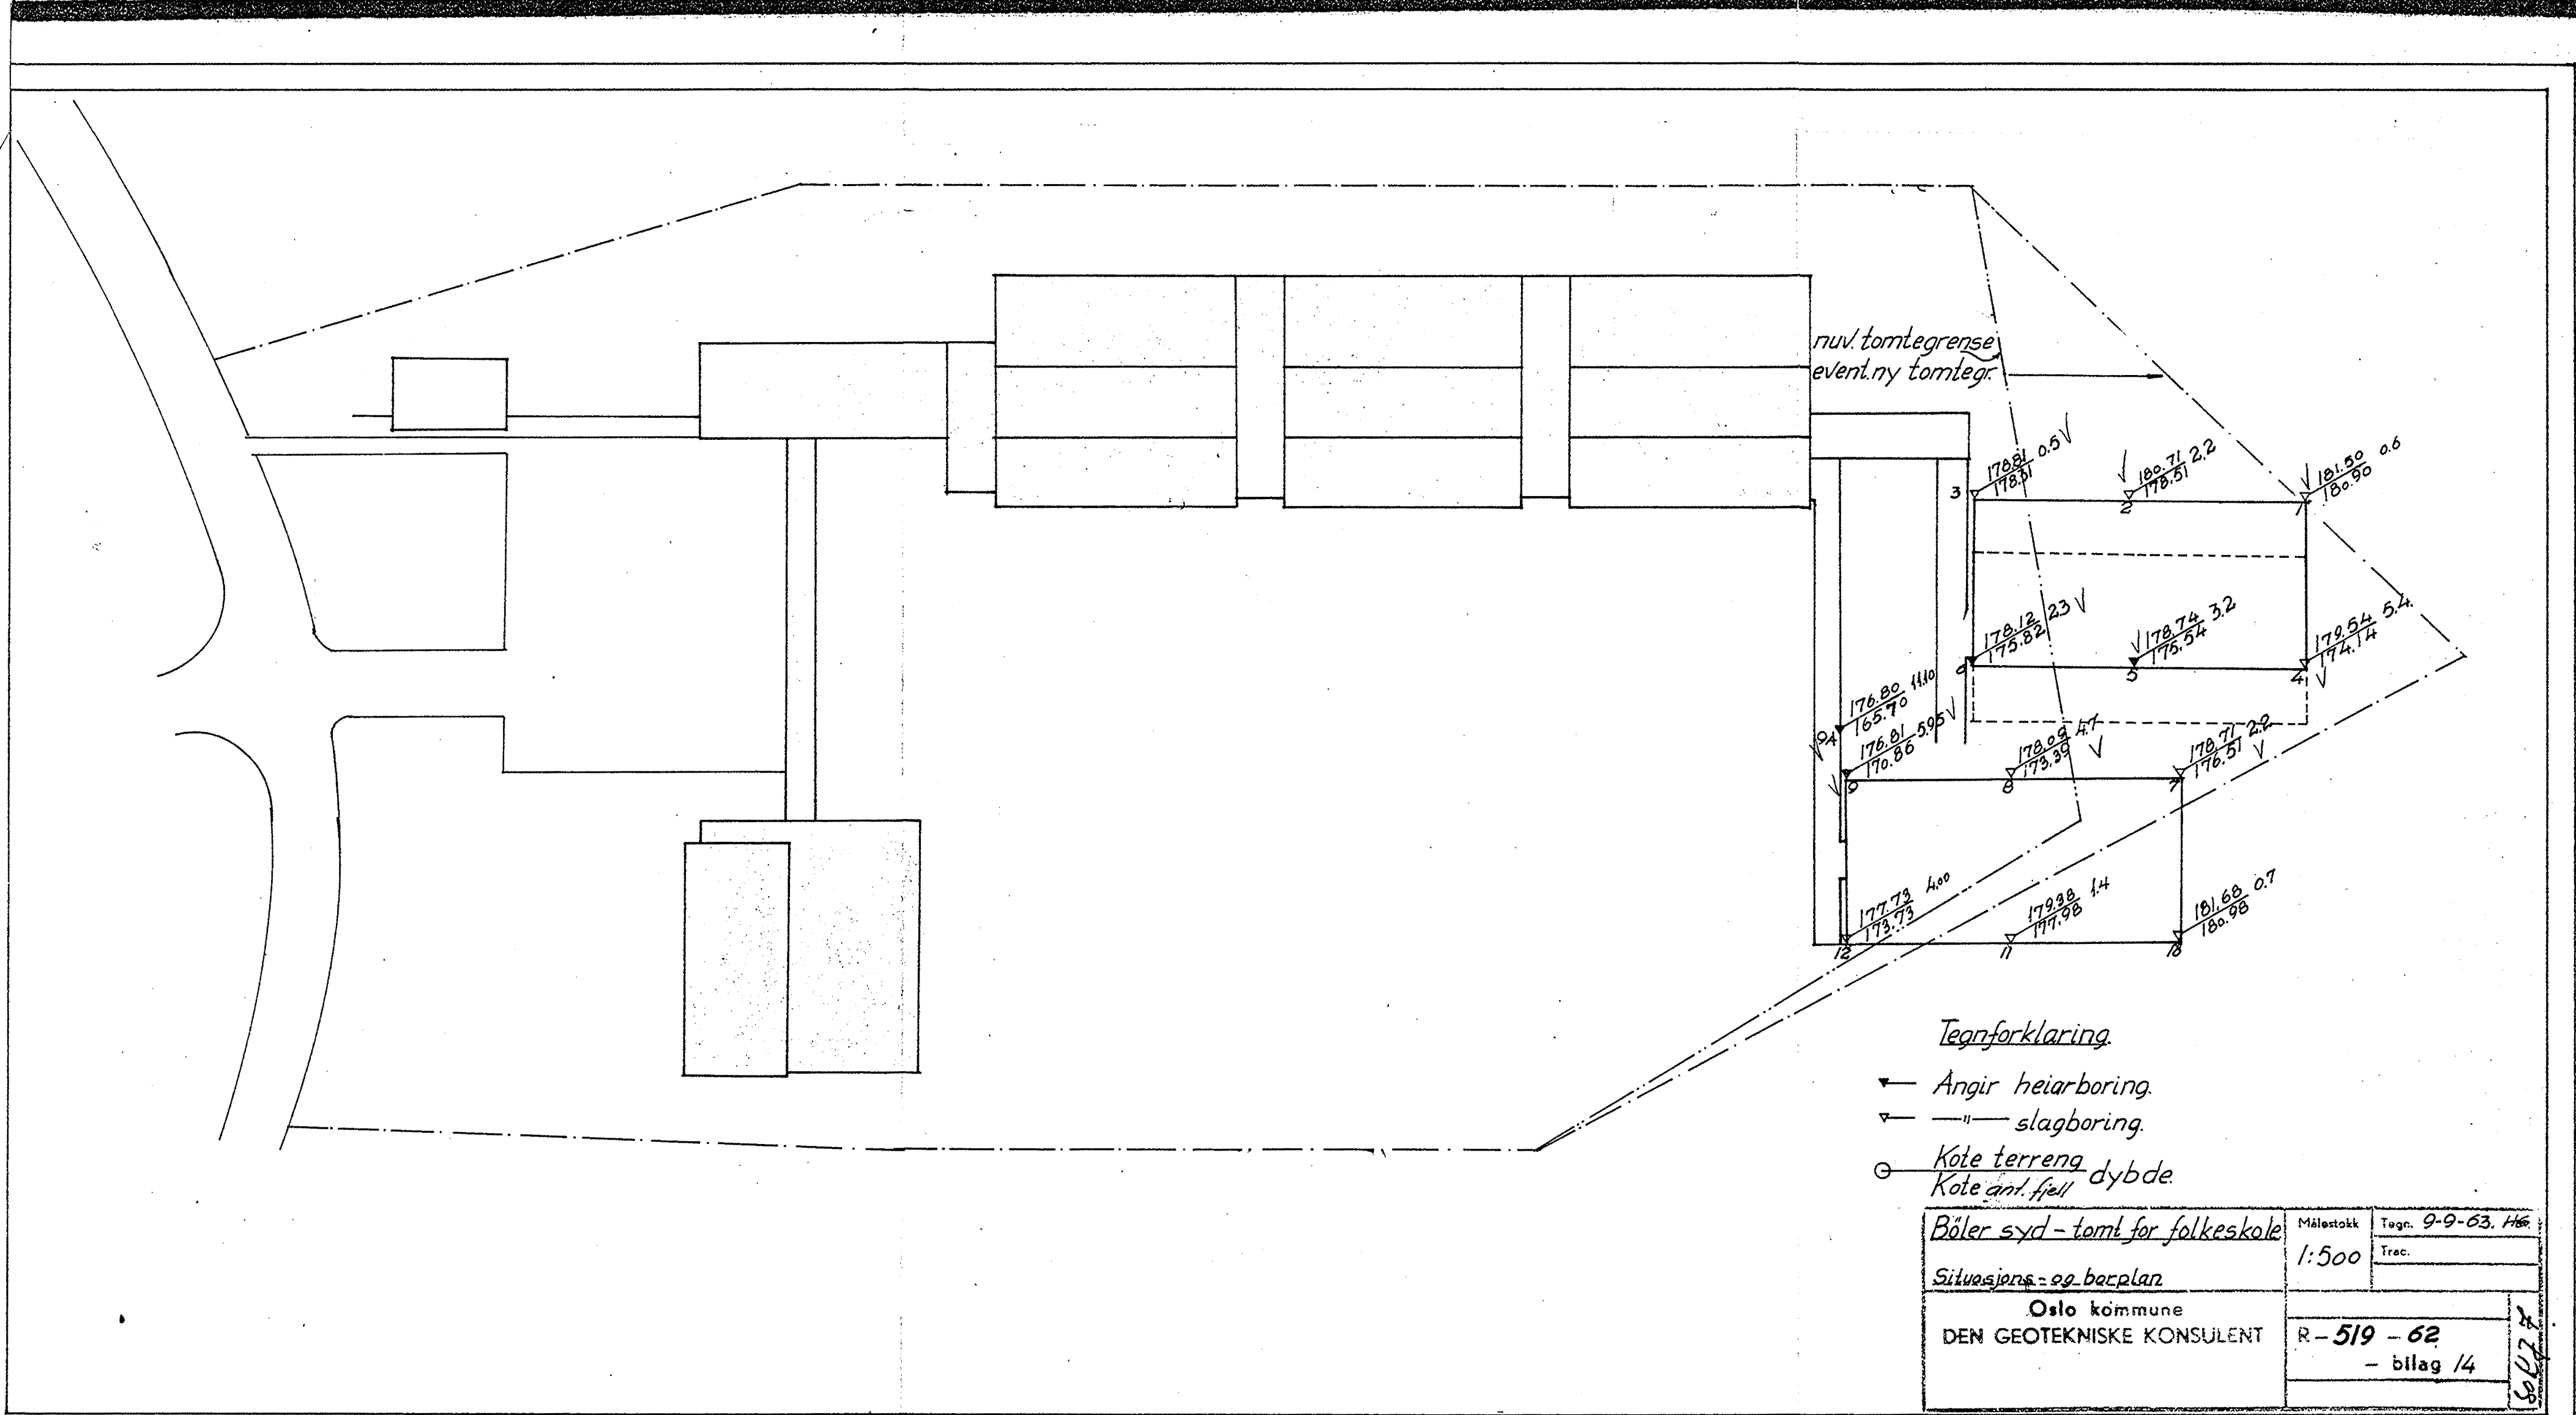 nuv. tomtegrense
event. ny tomtegr.
178.81 0.5
178.31
3
180.71 2.2
178.51
2
181.50 0.6
180.90
1
178.12 2.3
175.82
6
178.74 3.2
175.54
5
179.54 5.4
174.14
4
176.80 11.10
165.70
9A
176.81 5.95
170.86
9
178.09 4.7
173.39
8
178.71 2.2
176.51
7
177.73 4.00
173.73
12
179.38 1.4
177.98
11
181.68 0.7
180.98
10
Tegnforklaring.
Angir heiarboring.
—"— slagboring.
Kote terreng
Kote ant. fjell
dybde
Böler syd - tomt for folkeskole
Situasjons- og borplan
Målestokk
1:500
Tegn. 9-9-63. HG.
Trac.
Oslo kommune
DEN GEOTEKNISKE KONSULENT
R - 519 - 62
- bilag 14